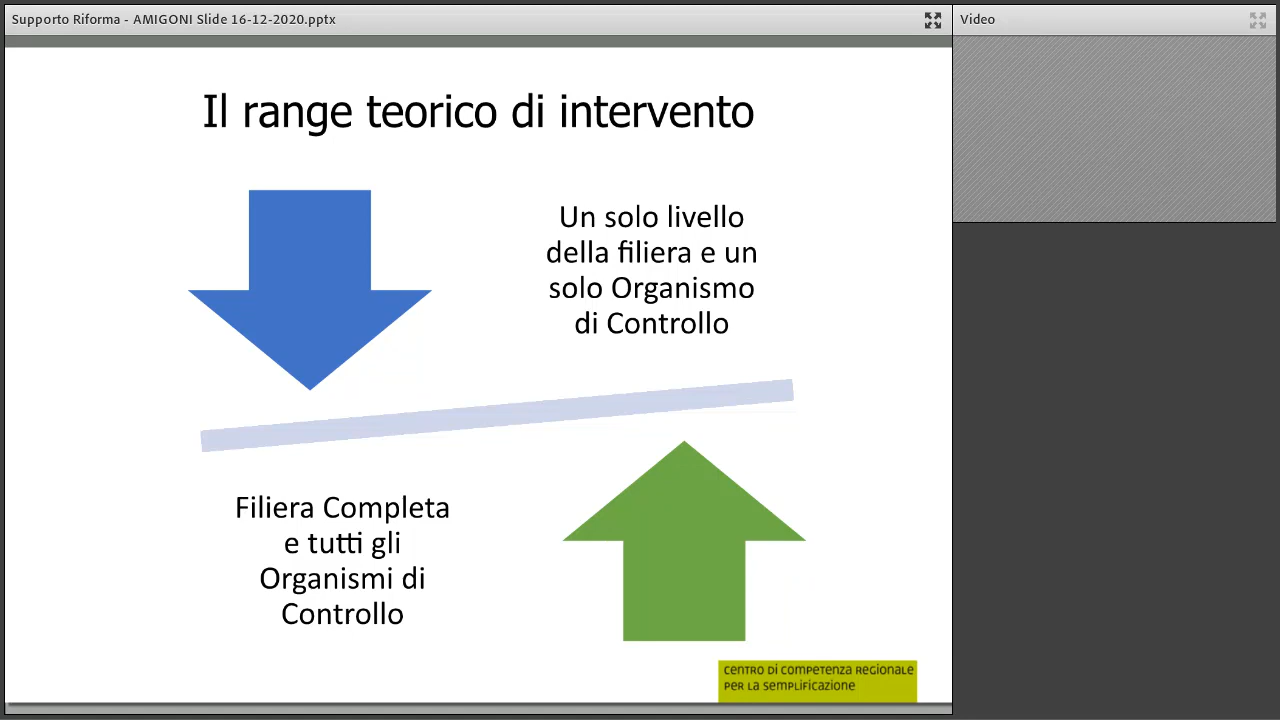 Supporto Riforma - AMIGONI Slide 16-12-2020.pptx
Video
Il range teorico di intervento
Un solo livello
della filiera e un
solo Organismo
di Controllo
Filiera Completa
e tutti gli
Organismi di
Controllo
CENTRO DI COMPETENZA REGIONALE
PER LA SEMPLIFICAZIONE